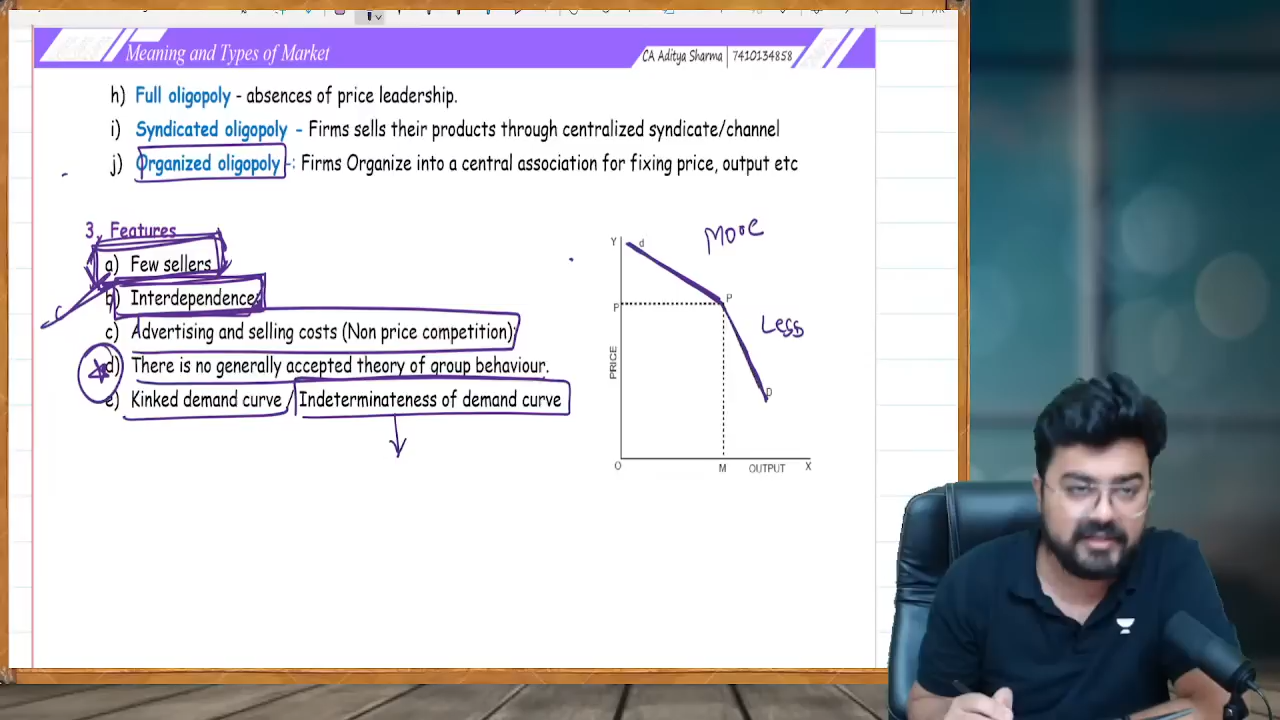 Meaning and Types of Market
CA Aditya Sharma | 7410134858
h) Full oligopoly - absences of price leadership.
i) Syndicated oligopoly - Firms sells their products through centralized syndicate/channel
j) Organized oligopoly -: Firms Organize into a central association for fixing price, output etc
3. Features
a) Few sellers
b) Interdependence
c) Advertising and selling costs (Non price competition)
d) There is no generally accepted theory of group behaviour.
e) Kinked demand curve / Indeterminateness of demand curve
More
Y d
P P
Less
PRICE
D
O M OUTPUT X